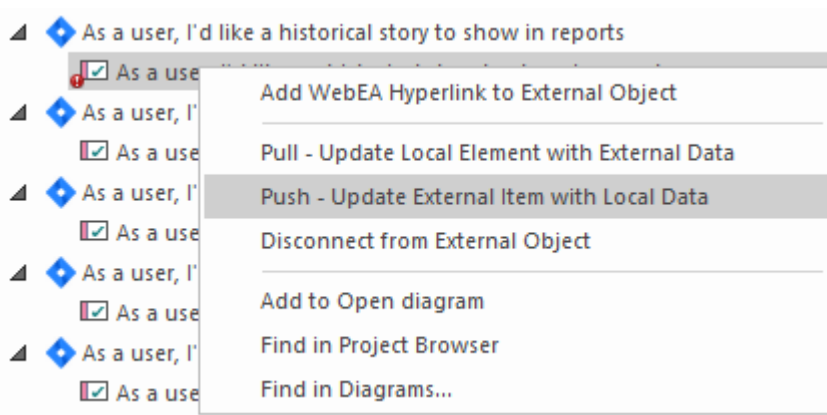 As a user, I'd like a historical story to show in reports
As a use
Add WebEA Hyperlink to External Object
As a user, I'
Pull - Update Local Element with External Data
As a use
As a user, I'
Push - Update External Item with Local Data
As a use
Disconnect from External Object
As a user, I'
Add to Open diagram
As a use
Find in Project Browser
As a user, I'
Find in Diagrams...
As a use